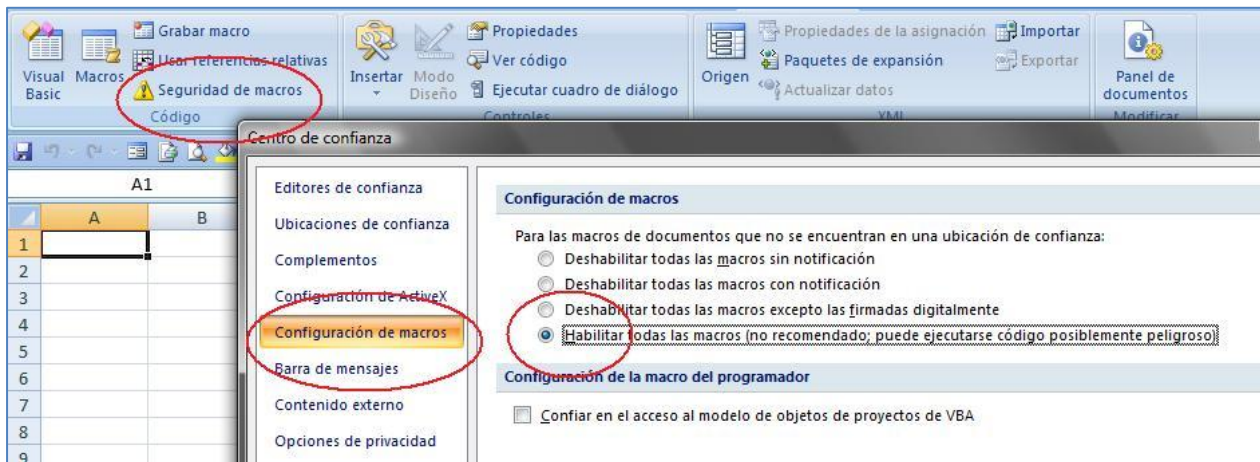 Grabar macro
Usar referencias relativas
Seguridad de macros
Visual Basic
Macros
Código
Insertar
Modo Diseño
Propiedades
Ver código
Ejecutar cuadro de diálogo
Controles
Origen
Propiedades de la asignación
Paquetes de expansión
Actualizar datos
Importar
Exportar
XML
Panel de documentos
Modificar
Centro de confianza
A1
A B
1
2
3
4
5
6
7
8
9
Editores de confianza
Ubicaciones de confianza
Complementos
Configuración de ActiveX
Configuración de macros
Barra de mensajes
Contenido externo
Opciones de privacidad
Configuración de macros
Para las macros de documentos que no se encuentran en una ubicación de confianza:
Deshabilitar todas las macros sin notificación
Deshabilitar todas las macros con notificación
Deshabilitar todas las macros excepto las firmadas digitalmente
Habilitar todas las macros (no recomendado; puede ejecutarse código posiblemente peligroso)
Configuración de la macro del programador
Confiar en el acceso al modelo de objetos de proyectos de VBA